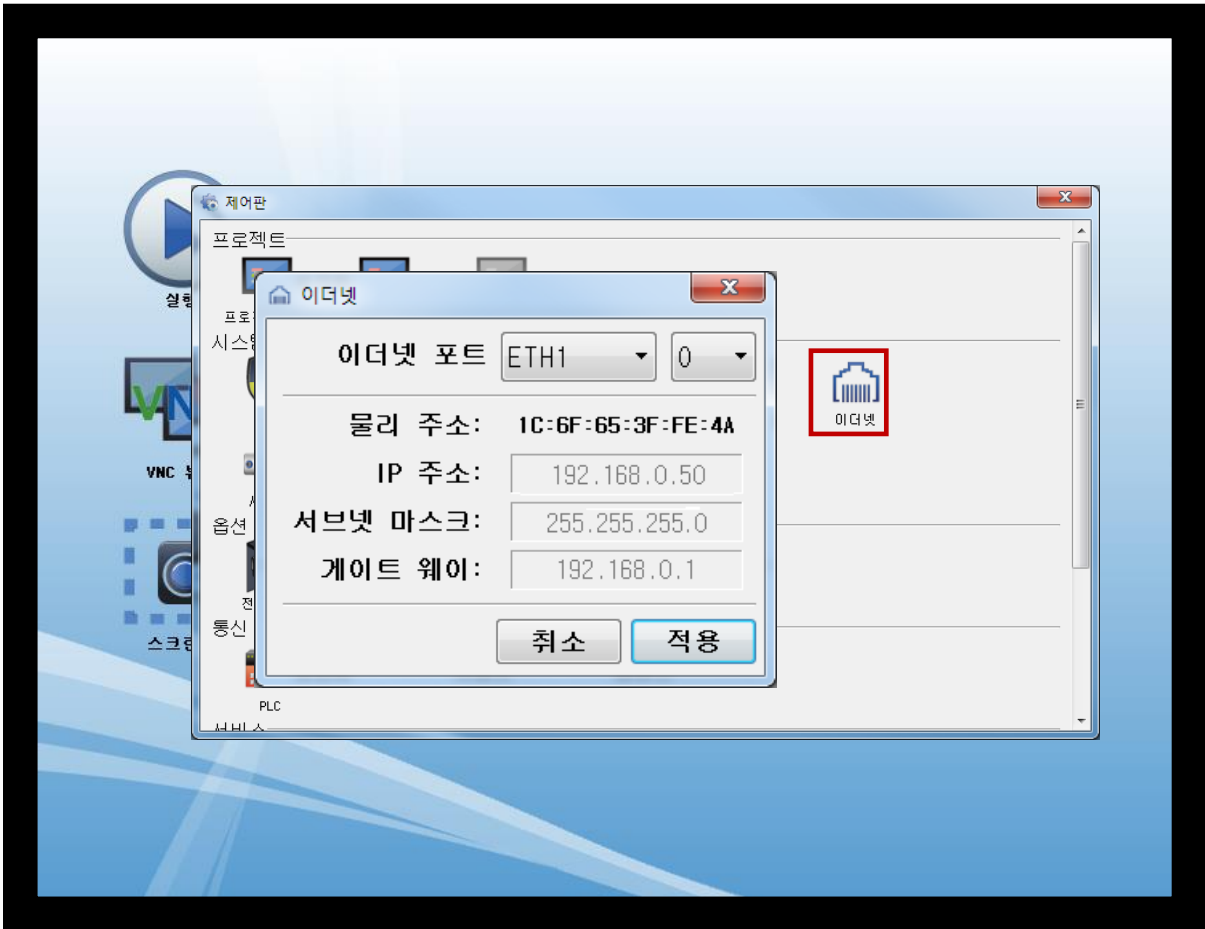 제어판
프로젝트
이더넷
이더넷 포트 ETH1 0
물리 주소: 1C:6F:65:3F:FE:4A
IP 주소: 192.168.0.50
서브넷 마스크: 255.255.255.0
게이트 웨이: 192.168.0.1
취소 적용
이더넷
VNC
옵션
통신
PLC
서비스